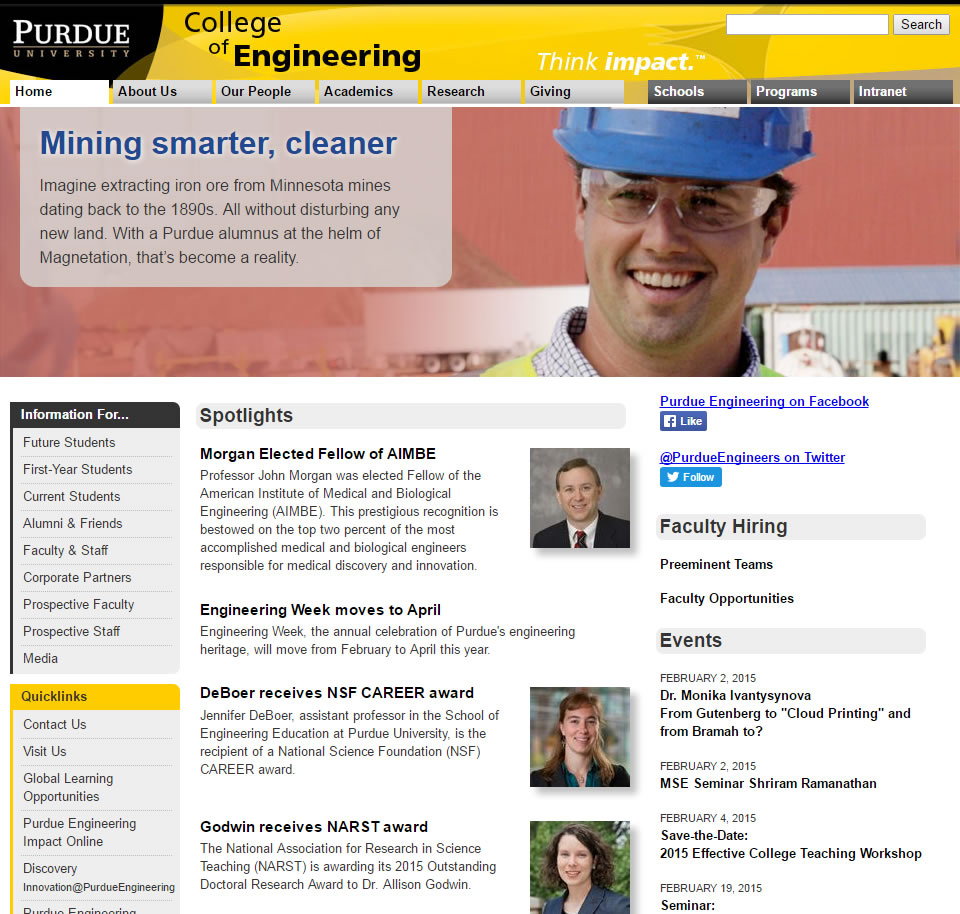 PURDUE
UNIVERSITY
College
of Engineering
Think impact.™
Search
Home
About Us
Our People
Academics
Research
Giving
Schools
Programs
Intranet
Mining smarter, cleaner
Imagine extracting iron ore from Minnesota mines
dating back to the 1890s. All without disturbing any
new land. With a Purdue alumnus at the helm of
Magnetation, that's become a reality.
Information For...
Future Students
First-Year Students
Current Students
Alumni & Friends
Faculty & Staff
Corporate Partners
Prospective Faculty
Prospective Staff
Media
Quicklinks
Contact Us
Visit Us
Global Learning
Opportunities
Purdue Engineering
Impact Online
Discovery
Innovation@PurdueEngineering
Purdue Engineering
Spotlights
Morgan Elected Fellow of AIMBE
Professor John Morgan was elected Fellow of the
American Institute of Medical and Biological
Engineering (AIMBE). This prestigious recognition is
bestowed on the top two percent of the most
accomplished medical and biological engineers
responsible for medical discovery and innovation.
Engineering Week moves to April
Engineering Week, the annual celebration of Purdue's engineering
heritage, will move from February to April this year.
DeBoer receives NSF CAREER award
Jennifer DeBoer, assistant professor in the School of
Engineering Education at Purdue University, is the
recipient of a National Science Foundation (NSF)
CAREER award.
Godwin receives NARST award
The National Association for Research in Science
Teaching (NARST) is awarding its 2015 Outstanding
Doctoral Research Award to Dr. Allison Godwin.
Purdue Engineering on Facebook
Like
@PurdueEngineers on Twitter
Follow
Faculty Hiring
Preeminent Teams
Faculty Opportunities
Events
FEBRUARY 2, 2015
Dr. Monika Ivantysynova
From Gutenberg to "Cloud Printing" and
from Bramah to?
FEBRUARY 2, 2015
MSE Seminar Shriram Ramanathan
FEBRUARY 4, 2015
Save-the-Date:
2015 Effective College Teaching Workshop
FEBRUARY 19, 2015
Seminar: